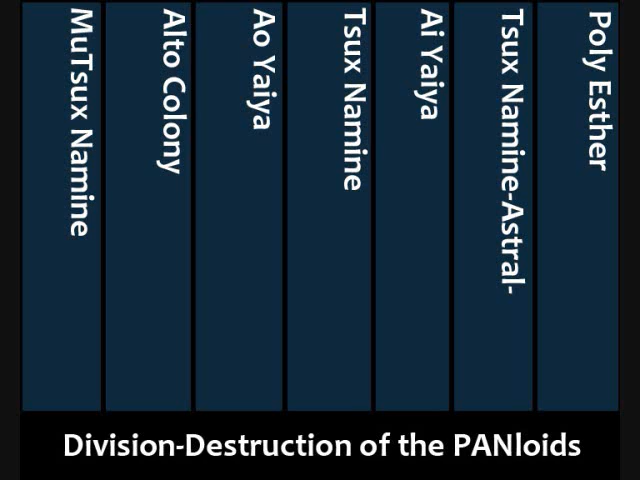 MuTsux Namine
Alto Colony
Ao Yaiya
Tsux Namine
Ai Yaiya
Tsux Namine-Astral-
Poly Esther
Division-Destruction of the PANloids